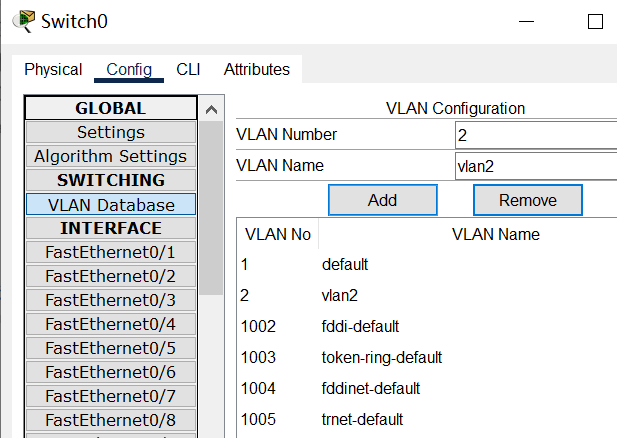 Switch0
Physical Config CLI Attributes
GLOBAL
Settings
Algorithm Settings
SWITCHING
VLAN Database
INTERFACE
FastEthernet0/1
FastEthernet0/2
FastEthernet0/3
FastEthernet0/4
FastEthernet0/5
FastEthernet0/6
FastEthernet0/7
FastEthernet0/8
VLAN Configuration
VLAN Number 2
VLAN Name vlan2
Add Remove
VLAN No VLAN Name
1 default
2 vlan2
1002 fddi-default
1003 token-ring-default
1004 fddinet-default
1005 trnet-default